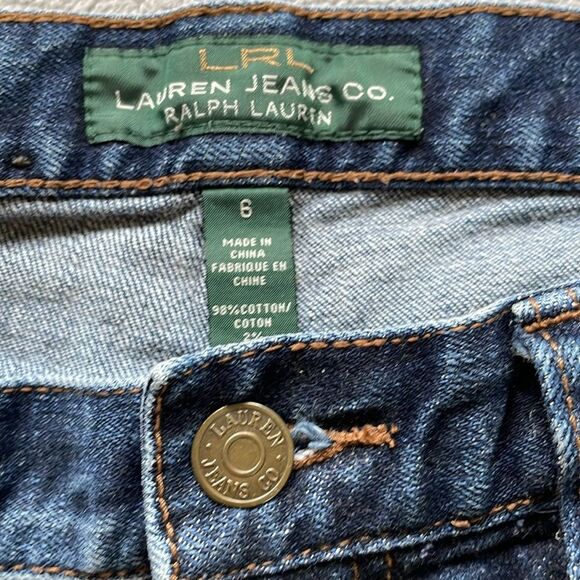 LRL
LAUREN JEANS CO.
RALPH LAUREN
6
MADE IN
CHINA
FABRIQUE EN
CHINE
98%COTTON/
COTON
2%
LAUREN
JEANS CO.